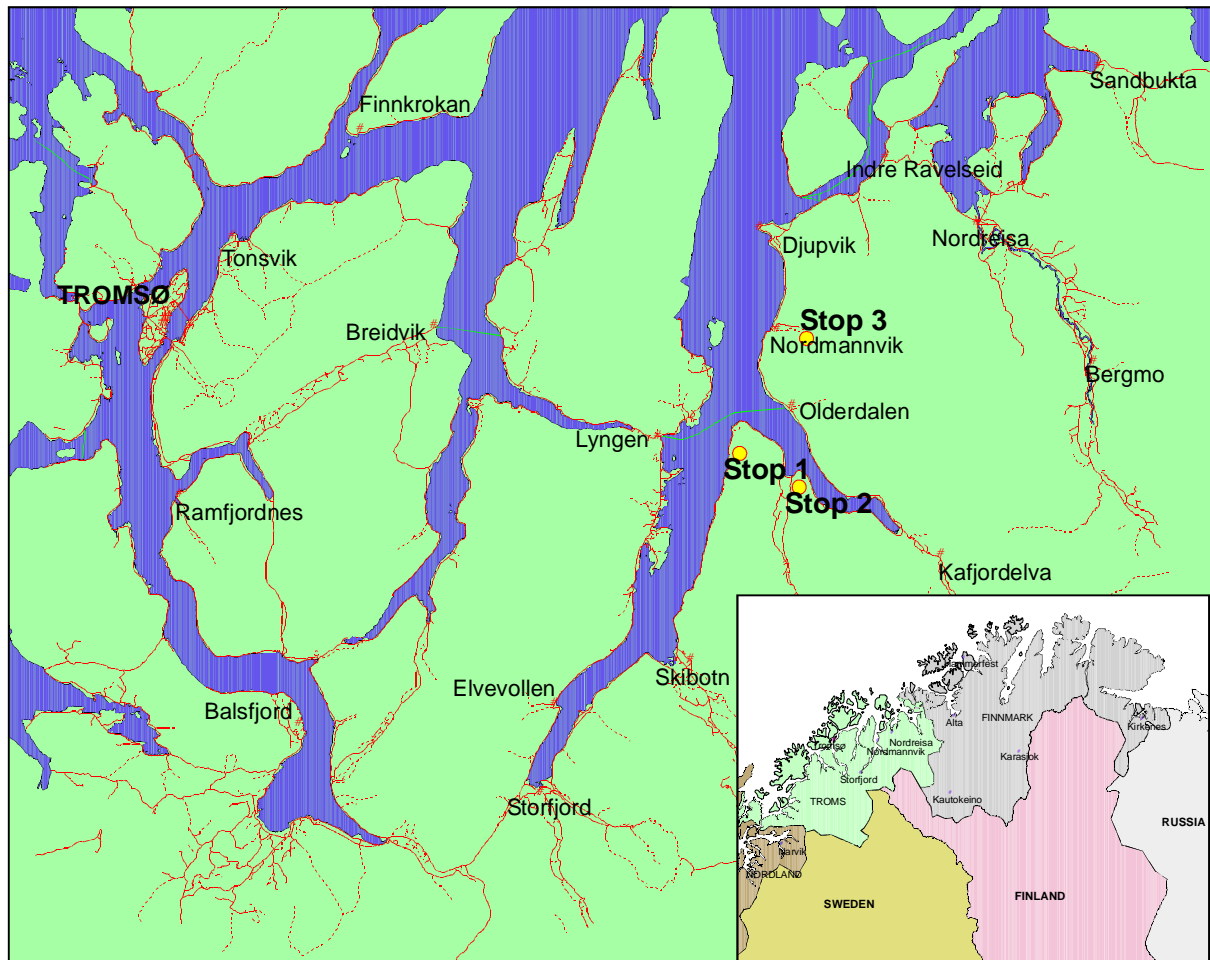 Sandbukta
Finnkrokan
Indre Ravelseid
Nordreisa
Djupvik
Tonsvik
TROMSØ
Stop 3
Breidvik
Nordmannvik
Bergmo
Olderdalen
Lyngen
Stop 1
Stop 2
Ramfjordnes
Kafjordelva
Skibotn
Elvevollen
Balsfjord
Storfjord
Hammerfest
Alta
FINNMARK
Kirkenes
Tromsø
Nordreisa
Nordmannvik
Karasjok
Storfjord
Kautokeino
TROMS
RUSSIA
Narvik
NORDLAND
SWEDEN
FINLAND